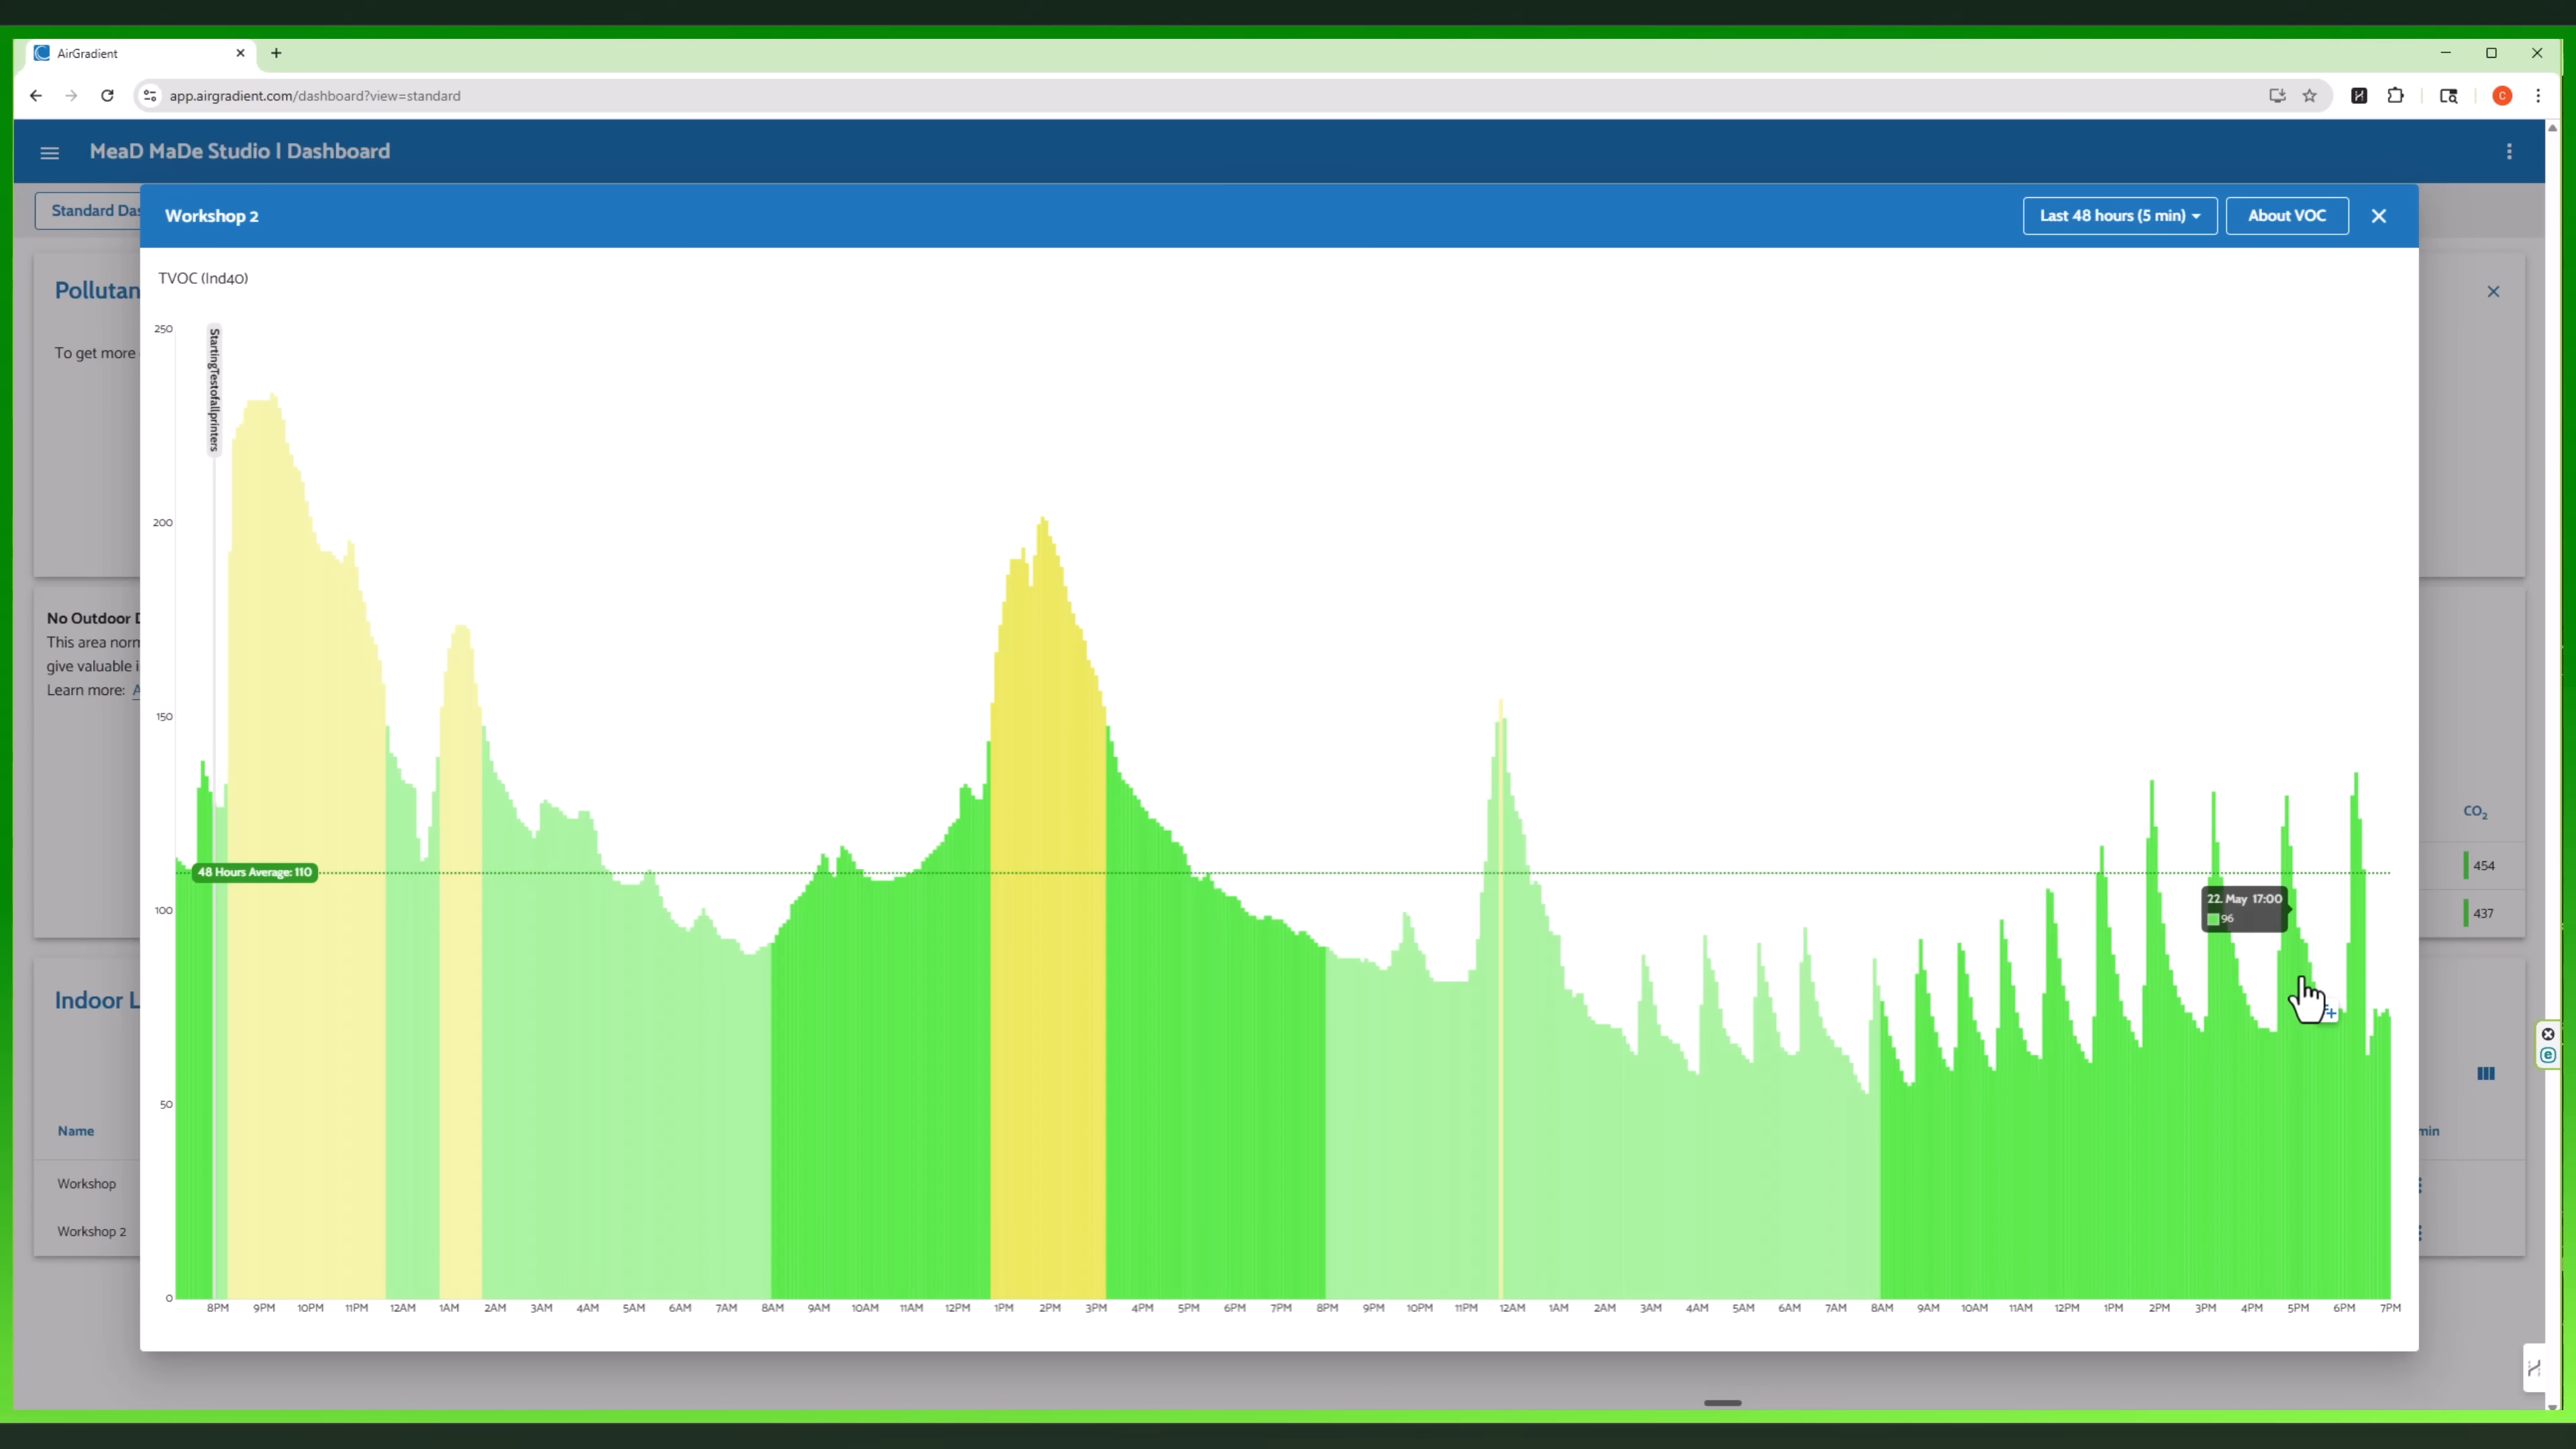 AirGradient
app.airgradient.com/dashboard?view=standard
C
MeaD MaDe Studio | Dashboard
Standard Das
Workshop 2
Last 48 hours (5 min)
About VOC
Pollutan
To get more
No Outdoor D
This area norm
give valuable i
Learn more: A
Indoor L
Name
Workshop
Workshop 2
TVOC (Ind40)
250
200
150
100
50
0
StartingTestofallprinters
48 Hours Average: 110
22. May 17:00
96
8PM 9PM 10PM 11PM 12AM 1AM 2AM 3AM 4AM 5AM 6AM 7AM 8AM 9AM 10AM 11AM 12PM 1PM 2PM 3PM 4PM 5PM 6PM 7PM 8PM 9PM 10PM 11PM 12AM 1AM 2AM 3AM 4AM 5AM 6AM 7AM 8AM 9AM 10AM 11AM 12PM 1PM 2PM 3PM 4PM 5PM 6PM 7PM
CO2
454
437
min